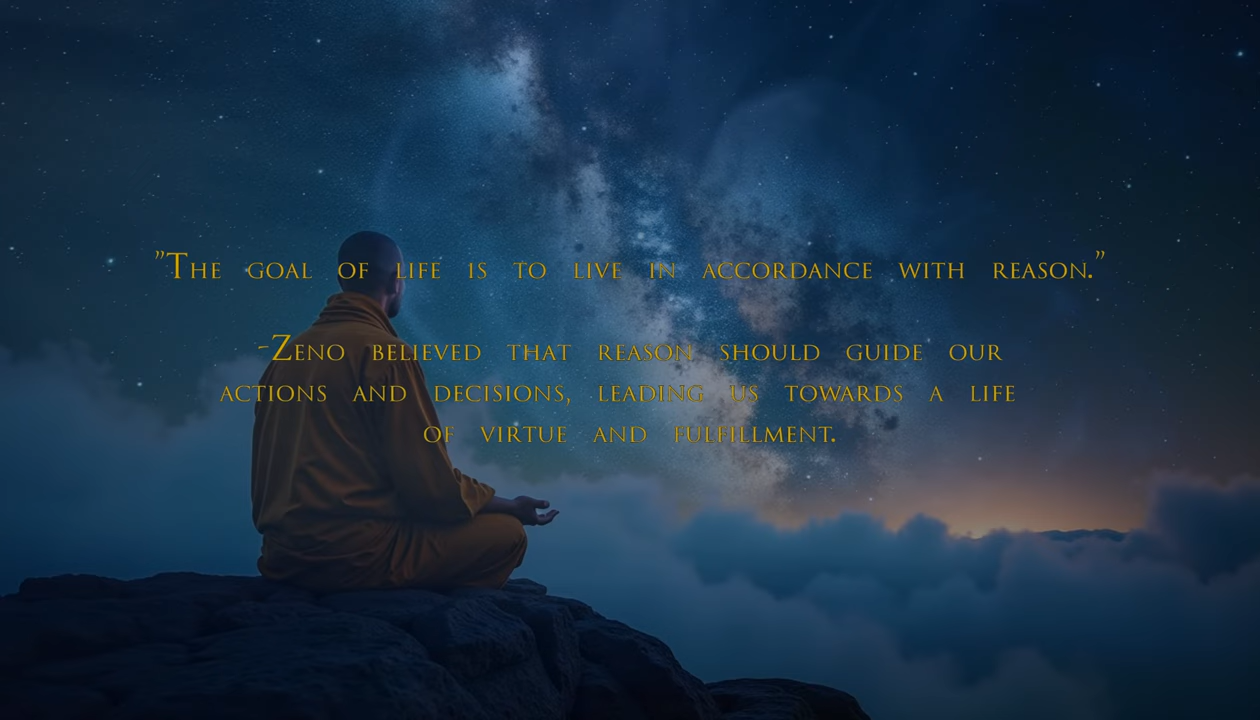 "The goal of life is to live in accordance with reason."
-Zeno believed that reason should guide our
actions and decisions, leading us towards a life
of virtue and fulfillment.